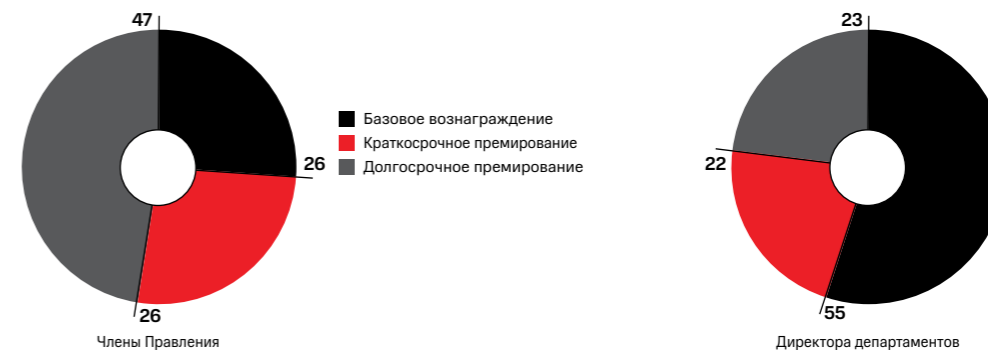 47
26
26
Члены Правления
Базовое вознаграждение
Краткосрочное премирование
Долгосрочное премирование
23
22
55
Директора департаментов